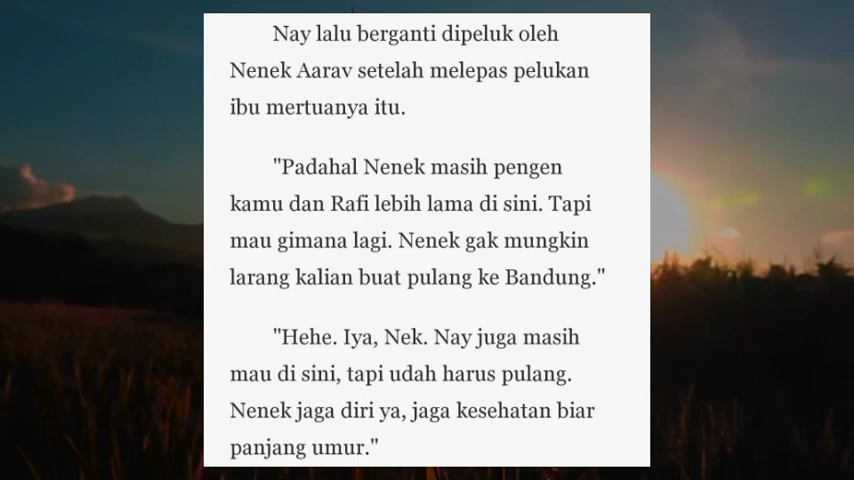 Nay lalu berganti dipeluk oleh
Nenek Aarav setelah melepas pelukan
ibu mertuanya itu.
"Padahal Nenek masih pengen
kamu dan Rafi lebih lama di sini. Tapi
mau gimana lagi. Nenek gak mungkin
larang kalian buat pulang ke Bandung."
"Hehe. Iya, Nek. Nay juga masih
mau di sini, tapi udah harus pulang.
Nenek jaga diri ya, jaga kesehatan biar
panjang umur."